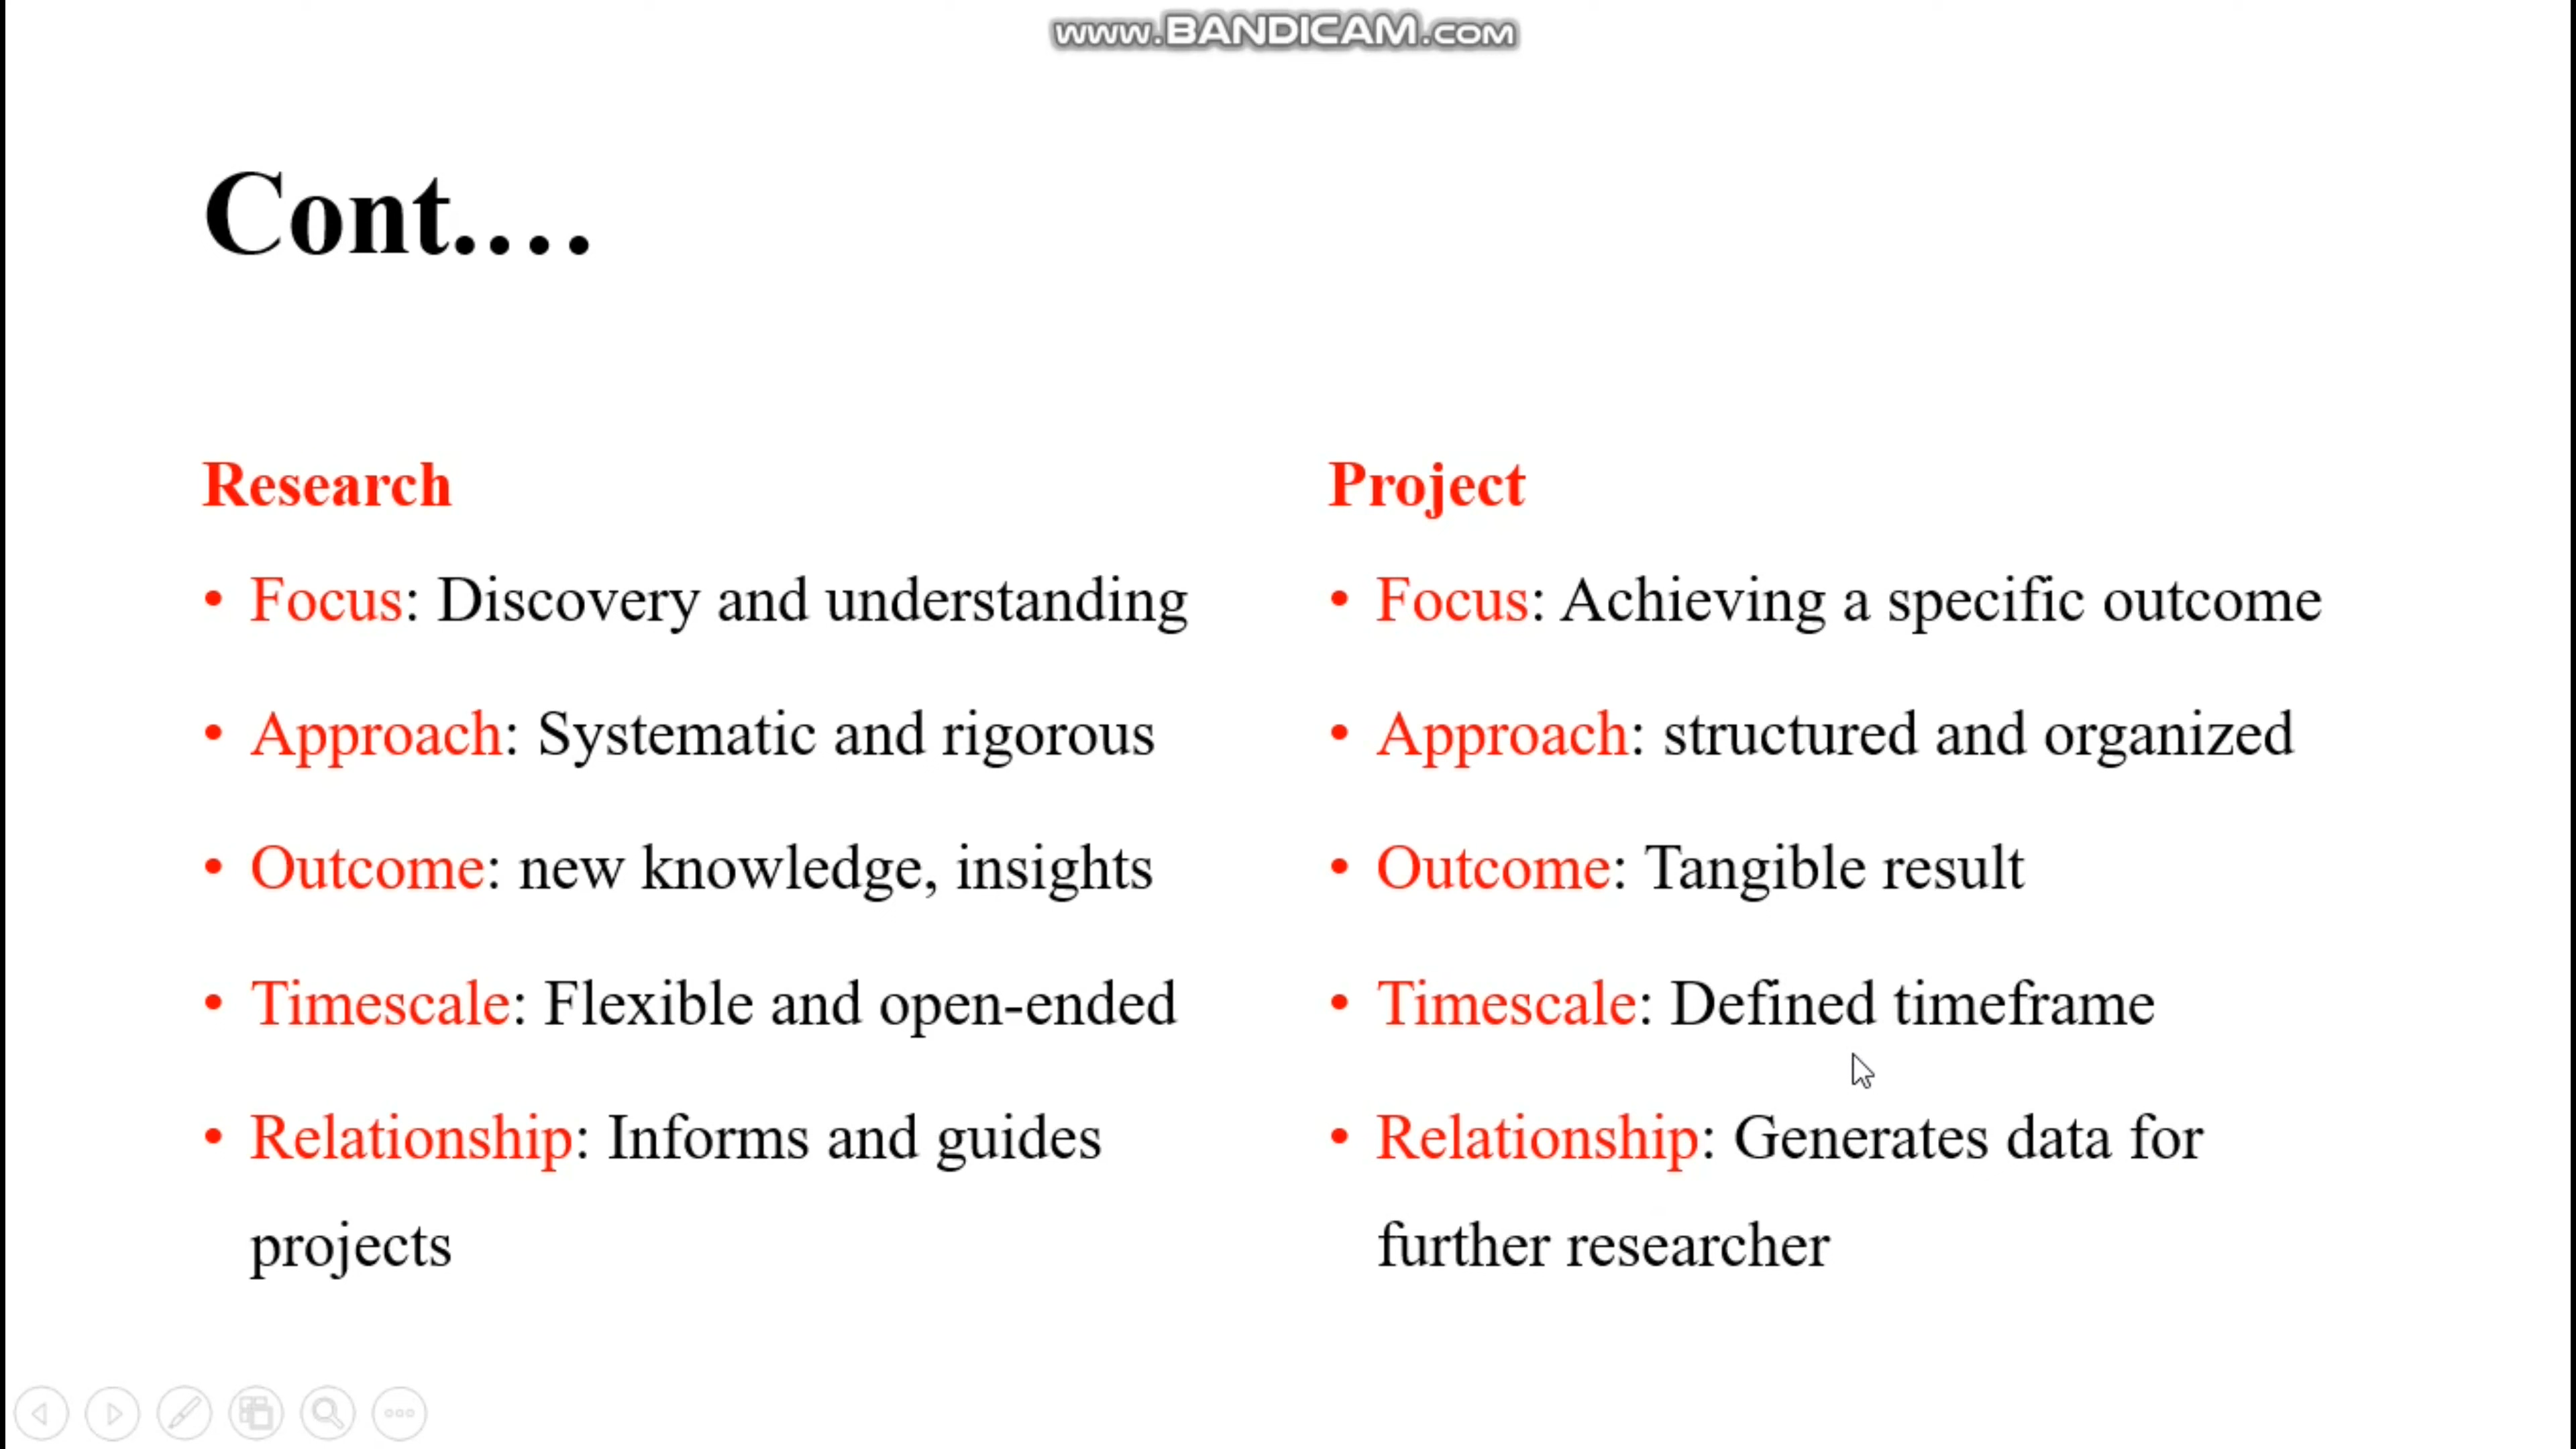 www.BANDICAM.com
Cont.…
Research
• Focus: Discovery and understanding
• Approach: Systematic and rigorous
• Outcome: new knowledge, insights
• Timescale: Flexible and open-ended
• Relationship: Informs and guides
projects
Project
• Focus: Achieving a specific outcome
• Approach: structured and organized
• Outcome: Tangible result
• Timescale: Defined timeframe
• Relationship: Generates data for
further researcher